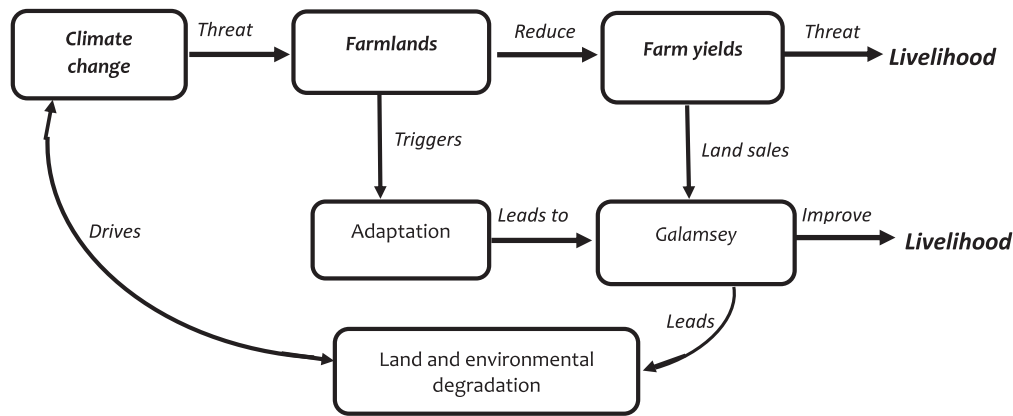 Climate
change
Threat
Farmlands
Reduce
Farm yields
Threat
Livelihood
Triggers
Land sales
Drives
Adaptation
Leads to
Galamsey
Improve
Livelihood
Leads
Land and environmental
degradation